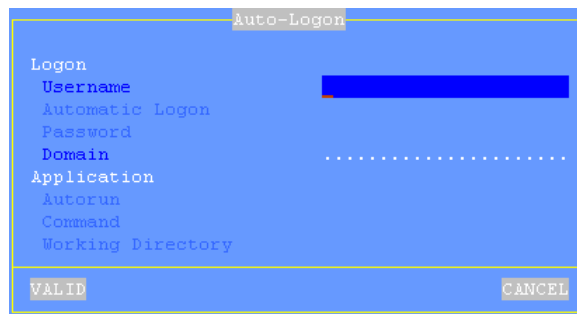 Auto-Logon
Logon
Username
Automatic Logon
Password
Domain ......................
Application
Autorun
Command
Working Directory
VALID CANCEL